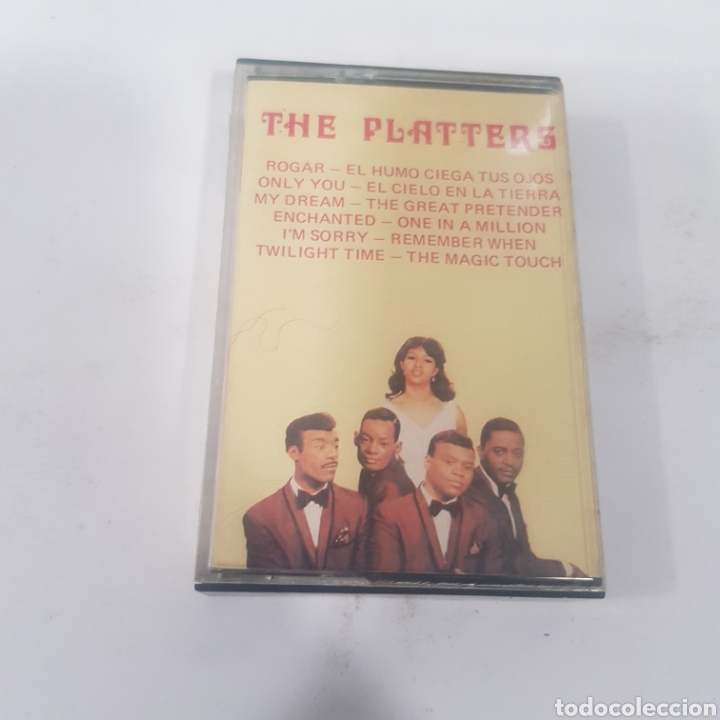 THE PLATTERS
ROGAR — EL HUMO CIEGA TUS OJOS
ONLY YOU — EL CIELO EN LA TIERRA
MY DREAM — THE GREAT PRETENDER
ENCHANTED — ONE IN A MILLION
I'M SORRY — REMEMBER WHEN
TWILIGHT TIME — THE MAGIC TOUCH
todocoleccion